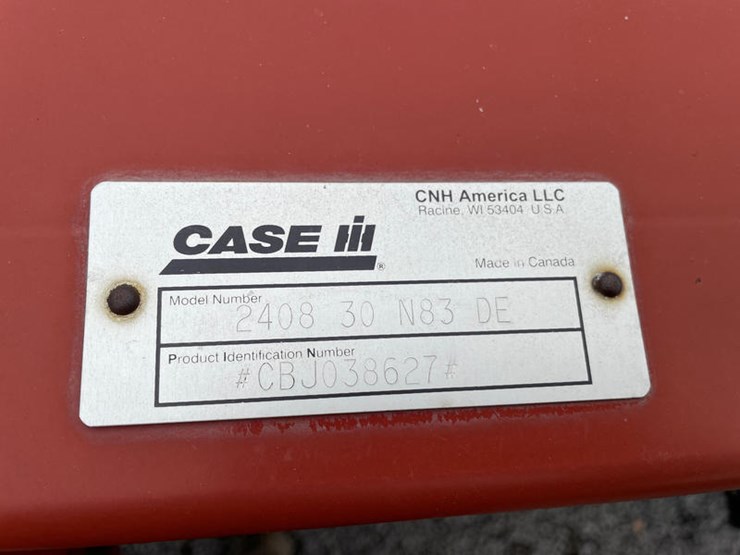 CNH America LLC
Racine, WI 53404 U.S.A
CASE IH
®
Made in Canada
Model Number
2408 30 N83 DE
Product Identification Number
#CBJ038627#